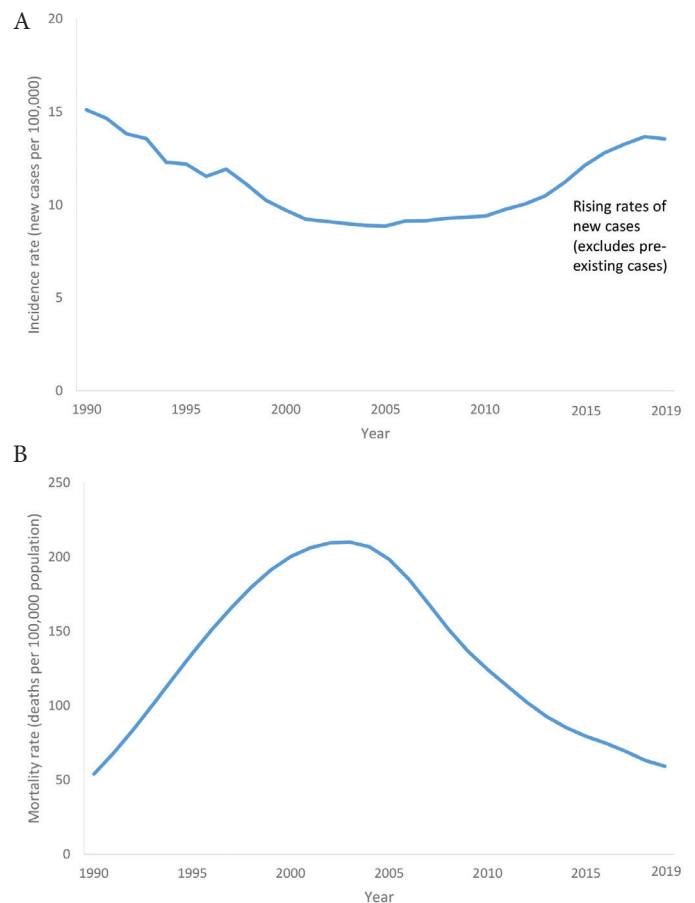 A
20
15
10
5
0
Incidence rate (new cases per 100,000)
Rising rates of
new cases
(excludes pre-
existing cases)
1990
1995
2000
2005
2010
2015
2019
Year
B
250
200
150
100
50
0
Mortality rate (deaths per 100,000 population)
1990
1995
2000
2005
2010
2015
2019
Year